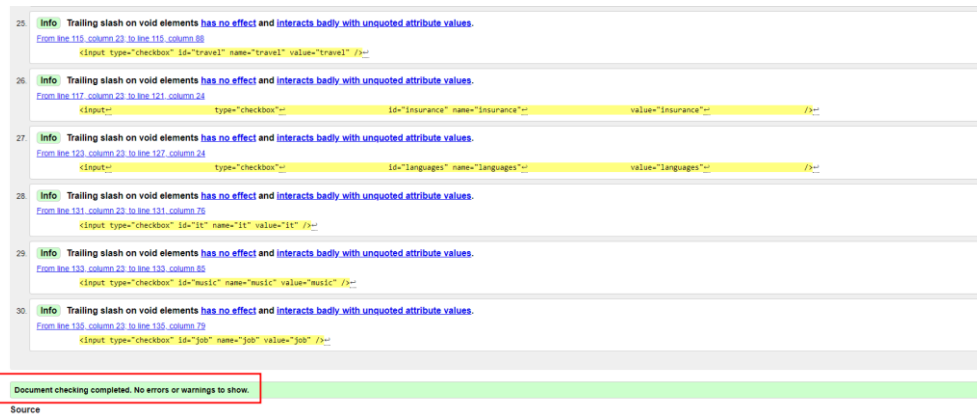 25. Info Trailing slash on void elements has no effect and interacts badly with unquoted attribute values.
From line 115, column 23; to line 115, column 88
<input type="checkbox" id="travel" name="travel" value="travel" />↩
26. Info Trailing slash on void elements has no effect and interacts badly with unquoted attribute values.
From line 117, column 23; to line 121, column 24
<input↩ type="checkbox"↩ id="insurance" name="insurance"↩ value="insurance"↩ />↩
27. Info Trailing slash on void elements has no effect and interacts badly with unquoted attribute values.
From line 123, column 23; to line 127, column 24
<input↩ type="checkbox"↩ id="languages" name="languages"↩ value="languages"↩ />↩
28. Info Trailing slash on void elements has no effect and interacts badly with unquoted attribute values.
From line 131, column 23; to line 131, column 76
<input type="checkbox" id="it" name="it" value="it" />↩
29. Info Trailing slash on void elements has no effect and interacts badly with unquoted attribute values.
From line 133, column 23; to line 133, column 85
<input type="checkbox" id="music" name="music" value="music" />↩
30. Info Trailing slash on void elements has no effect and interacts badly with unquoted attribute values.
From line 135, column 23; to line 135, column 79
<input type="checkbox" id="job" name="job" value="job" />↩
Document checking completed. No errors or warnings to show.
Source